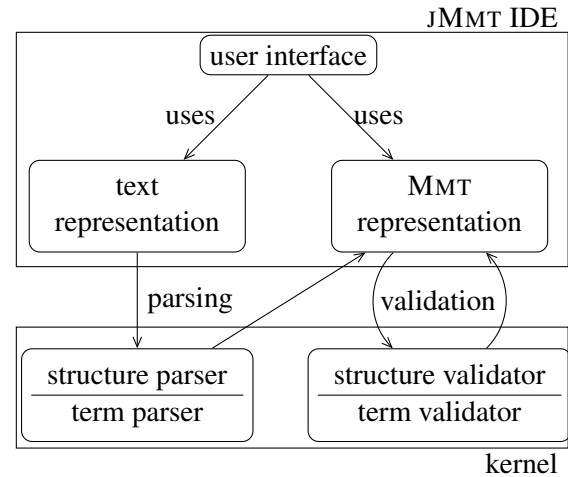 JMMT IDE
user interface
uses uses
text
representation
MMT
representation
parsing
validation
structure parser
term parser
structure validator
term validator
kernel